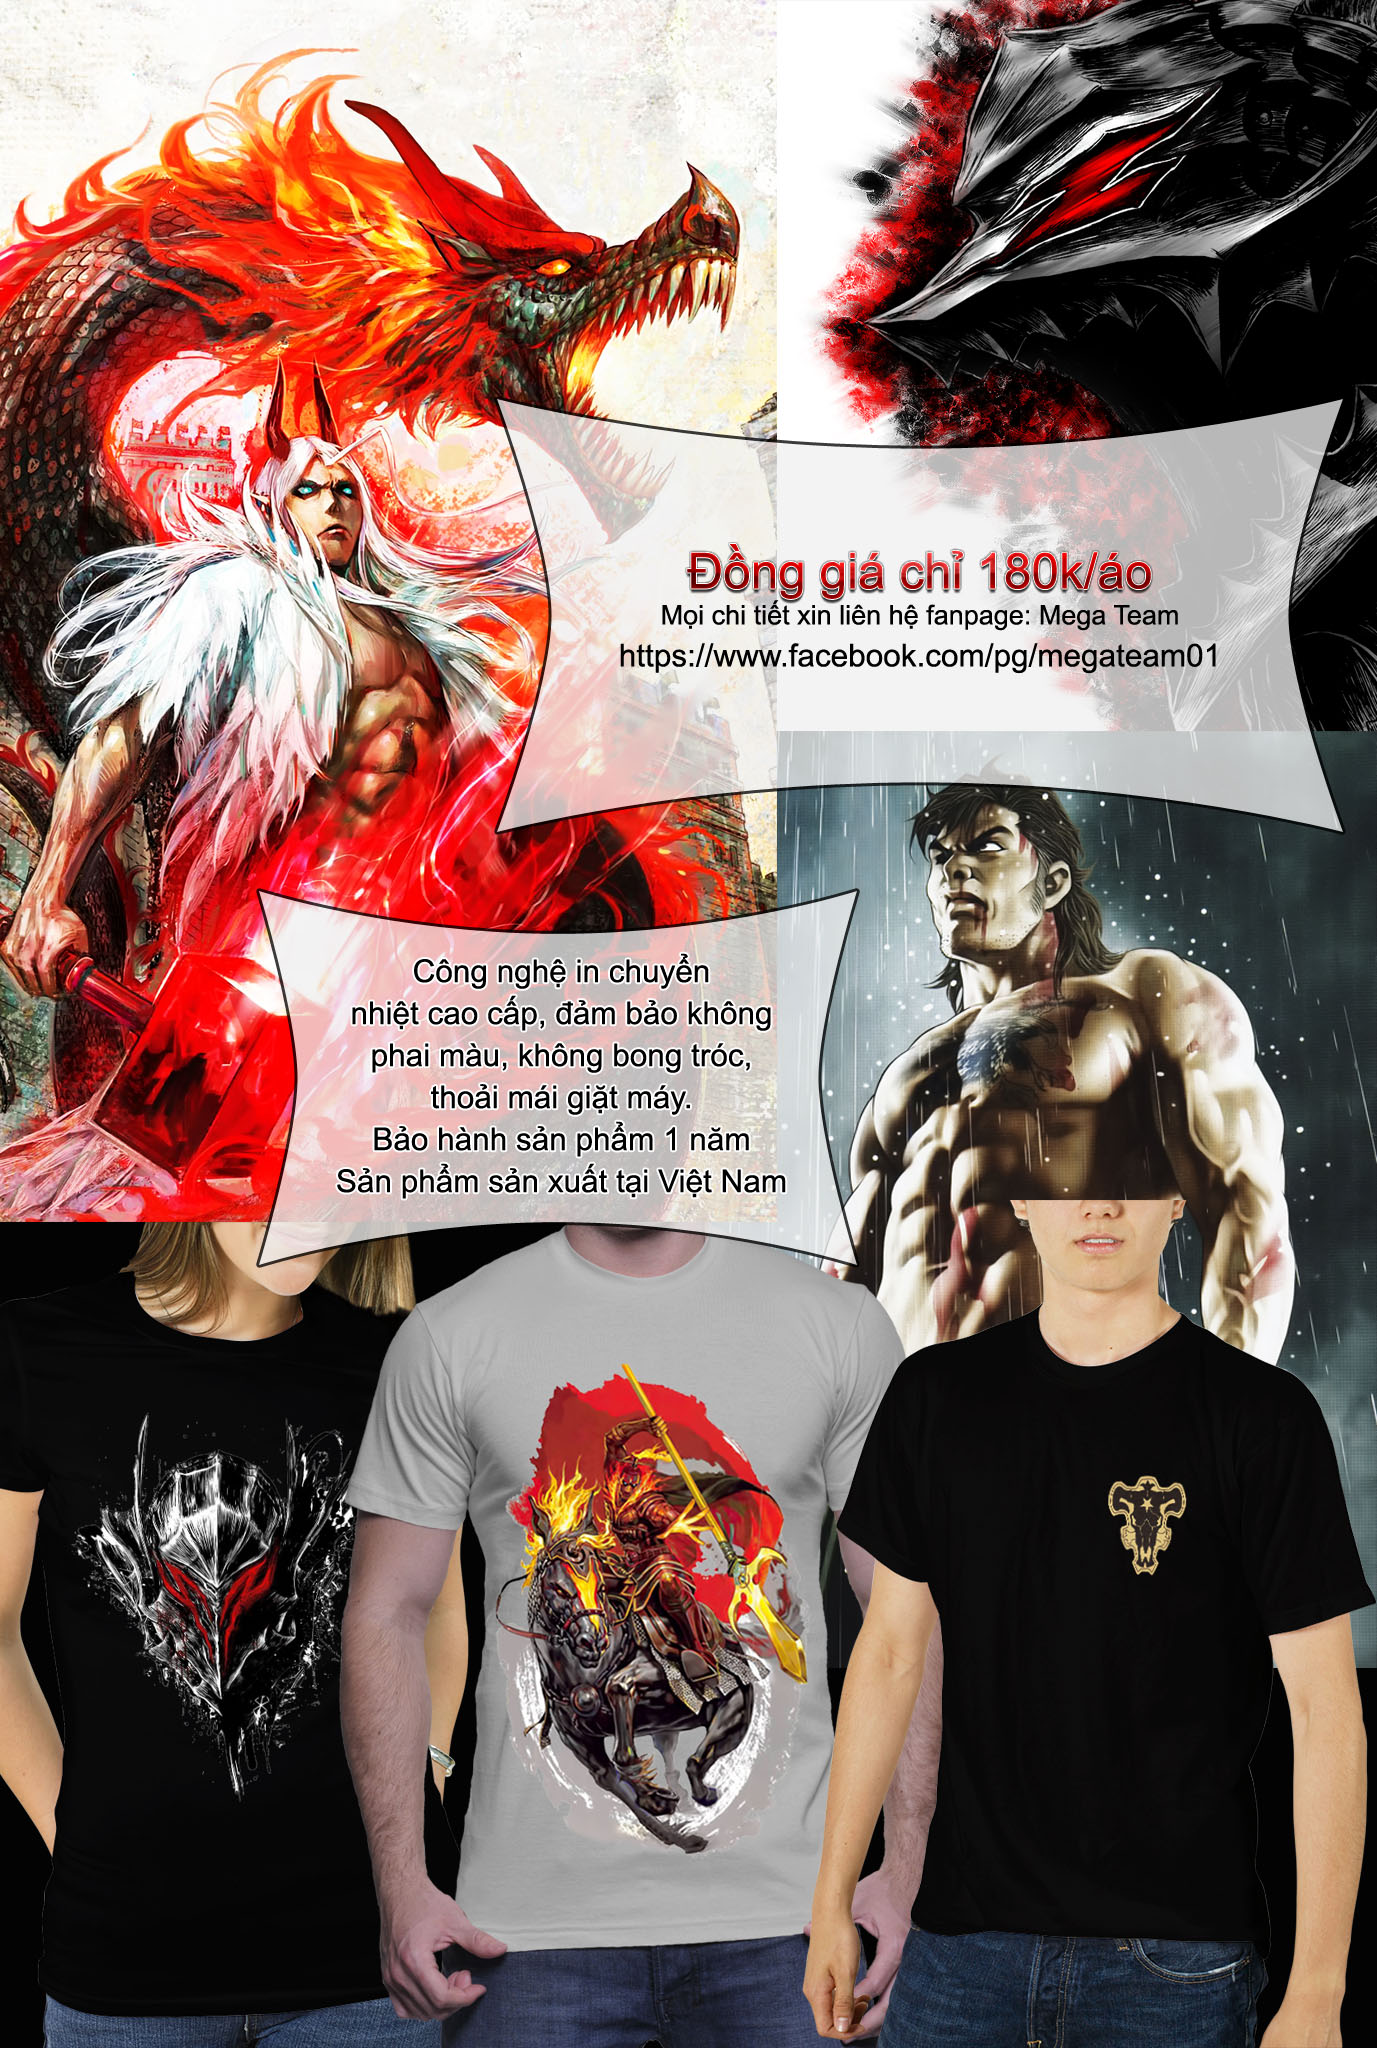 Đồng giá chỉ 180k/áo
Mọi chi tiết xin liên hệ fanpage: Mega Team
https://www.facebook.com/pg/megateam01
Công nghệ in chuyển
nhiệt cao cấp, đảm bảo không
phai màu, không bong tróc,
thoải mái giặt máy.
Bảo hành sản phẩm 1 năm
Sản phẩm sản xuất tại Việt Nam